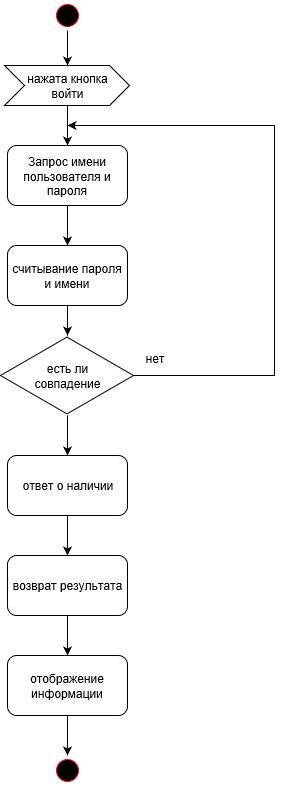 нажата кнопка
войти
Запрос имени
пользователя и
пароля
считывание пароля
и имени
есть ли
совпадение
нет
ответ о наличии
возврат результата
отображение
информации